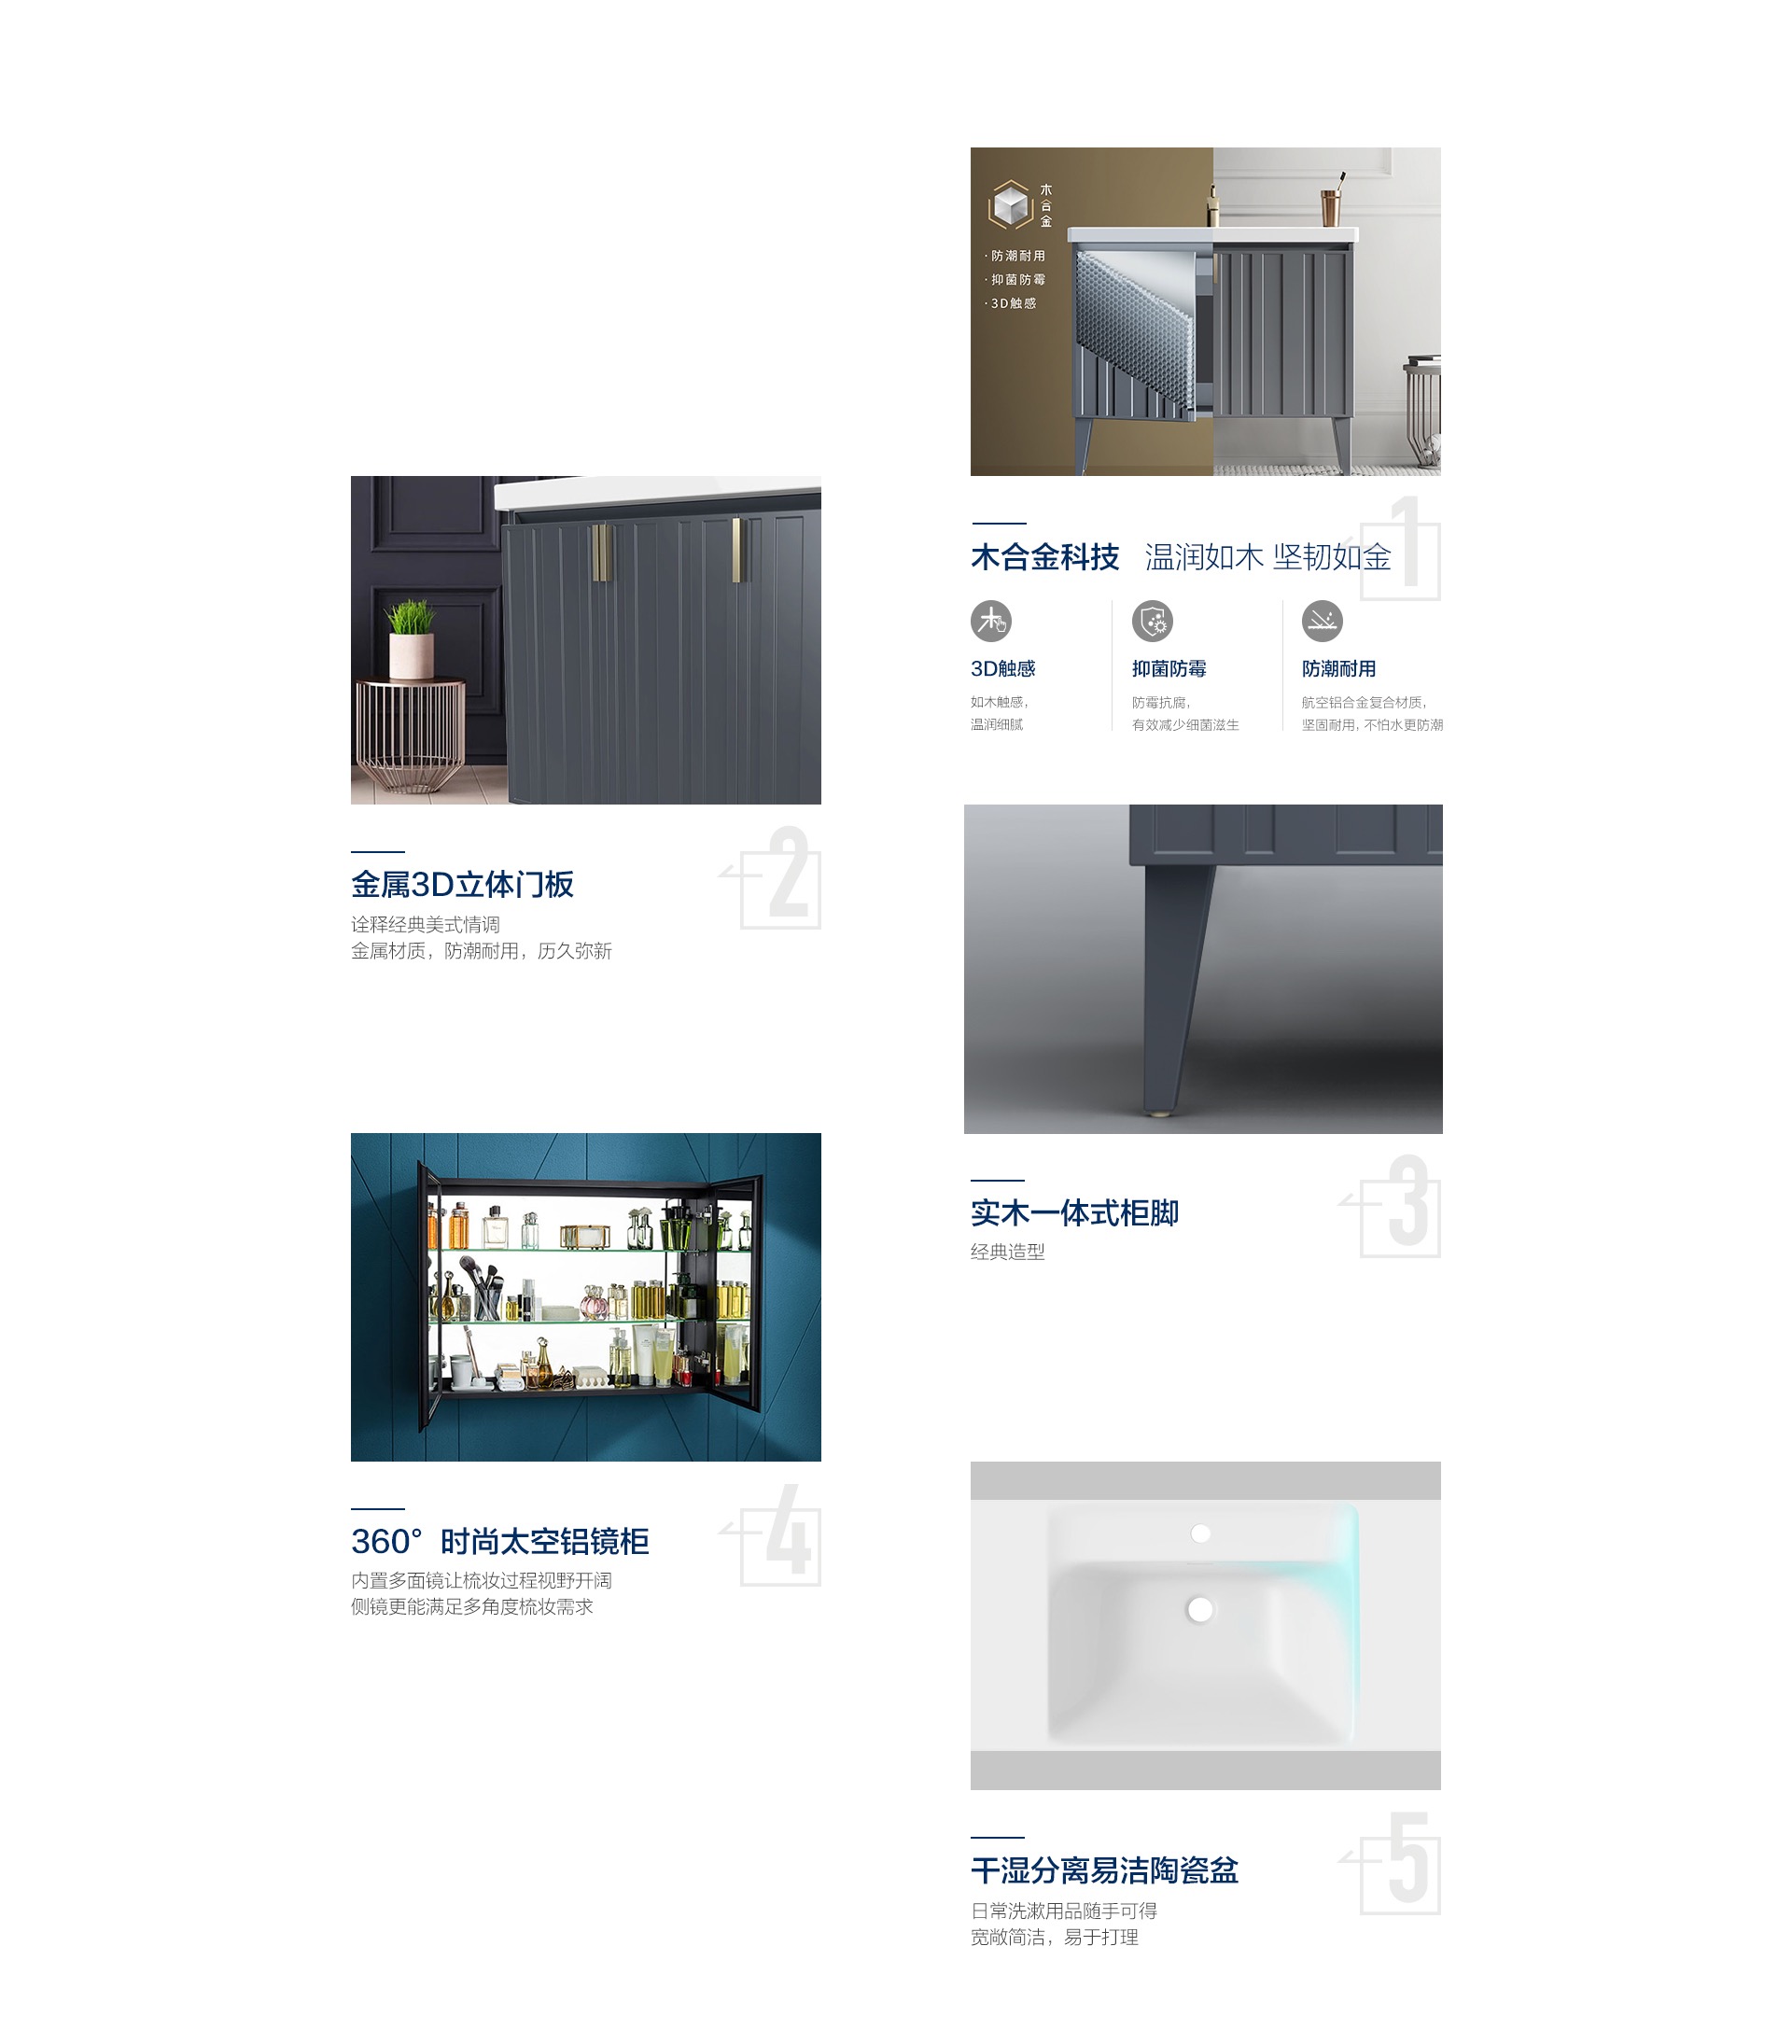 木合金
·防潮耐用
·抑菌防霉
·3D触感
1
木合金科技 温润如木 坚韧如金
3D触感
如木触感，
温润细腻
抑菌防霉
防霉抗腐，
有效减少细菌滋生
防潮耐用
航空铝合金复合材质，
坚固耐用, 不怕水更防潮
2
金属3D立体门板
诠释经典美式情调
金属材质，防潮耐用，历久弥新
3
实木一体式柜脚
经典造型
4
360°时尚太空铝镜柜
内置多面镜让梳妆过程视野开阔
侧镜更能满足多角度梳妆需求
5
干湿分离易洁陶瓷盆
日常洗漱用品随手可得
宽敞简洁，易于打理